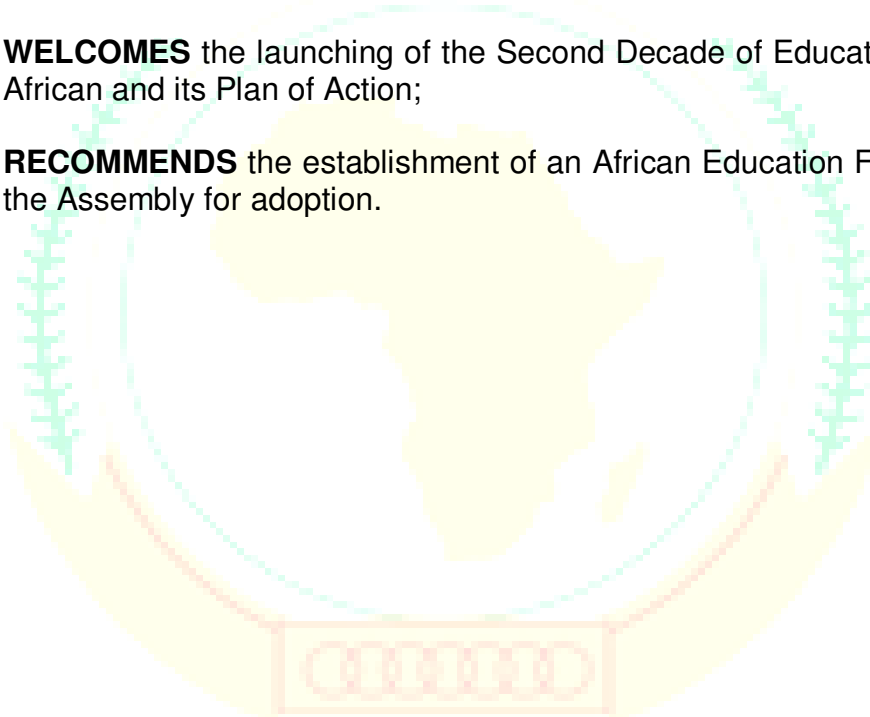 WELCOMES the launching of the Second Decade of Educat
African and its Plan of Action;
RECOMMENDS the establishment of an African Education F
the Assembly for adoption.